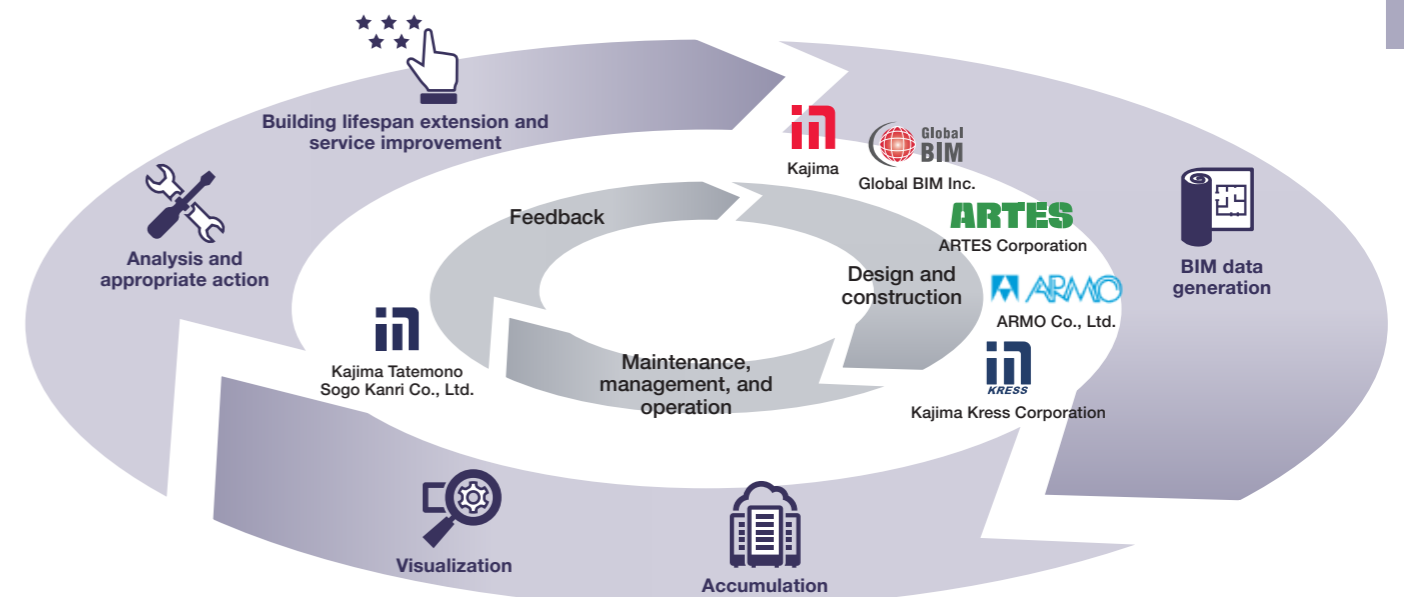 Building lifespan extension and
service improvement
Analysis and
appropriate action
Feedback
Kajima
Global
BIM
Global BIM Inc.
ARTES
ARTES Corporation
Design and
construction
ARMO
ARMO Co., Ltd.
BIM data
generation
Kajima Tatemono
Sogo Kanri Co., Ltd.
Maintenance,
management, and
operation
KRESS
Kajima Kress Corporation
Visualization
Accumulation